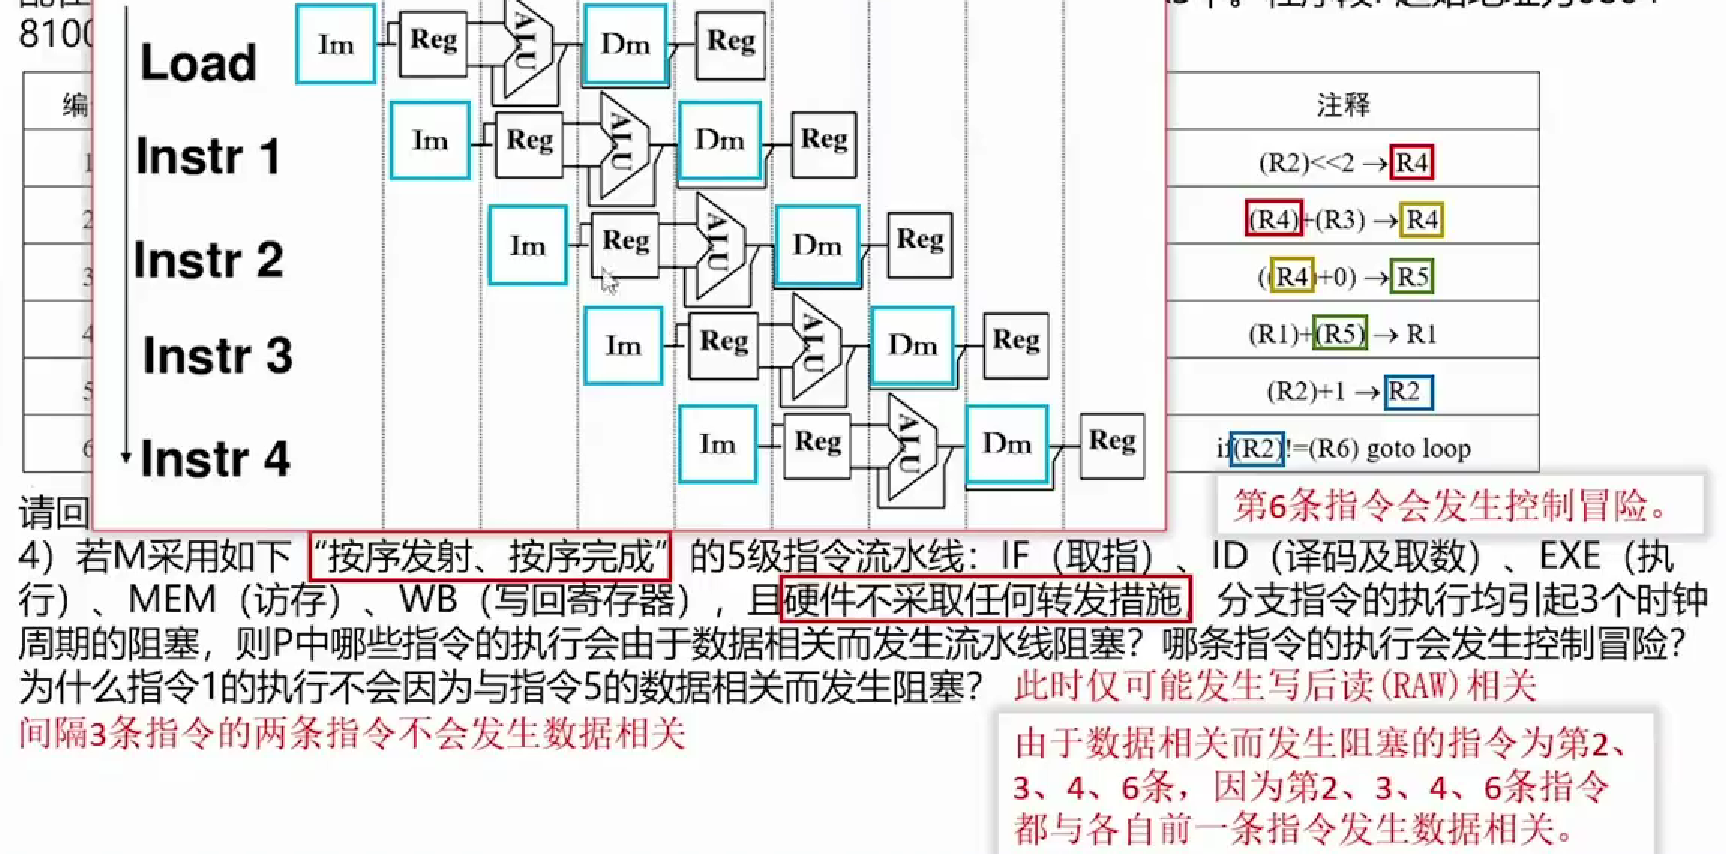 8100
Load
Im Reg ALU Dm Reg
Instr 1
Im Reg ALU Dm Reg
Instr 2
Im Reg ALU Dm Reg
Instr 3
Im Reg ALU Dm Reg
Instr 4
Im Reg ALU Dm Reg
编
1
2
3
4
5
6
注释
(R2)<<2 →R4
(R4)+(R3) →R4
((R4)+0) →R5
(R1)+(R5) → R1
(R2)+1 →R2
if(R2)!=(R6) goto loop
第6条指令会发生控制冒险。
请回
4）若M采用如下“按序发射、按序完成”的5级指令流水线：IF（取指）、ID（译码及取数）、EXE（执
行）、MEM（访存）、WB（写回寄存器），且硬件不采取任何转发措施，分支指令的执行均引起3个时钟
周期的阻塞，则P中哪些指令的执行会由于数据相关而发生流水线阻塞？哪条指令的执行会发生控制冒险？
为什么指令1的执行不会因为与指令5的数据相关而发生阻塞？ 此时仅可能发生写后读(RAW)相关
间隔3条指令的两条指令不会发生数据相关
由于数据相关而发生阻塞的指令为第2、
3、4、6条，因为第2、3、4、6条指令
都与各自前一条指令发生数据相关。